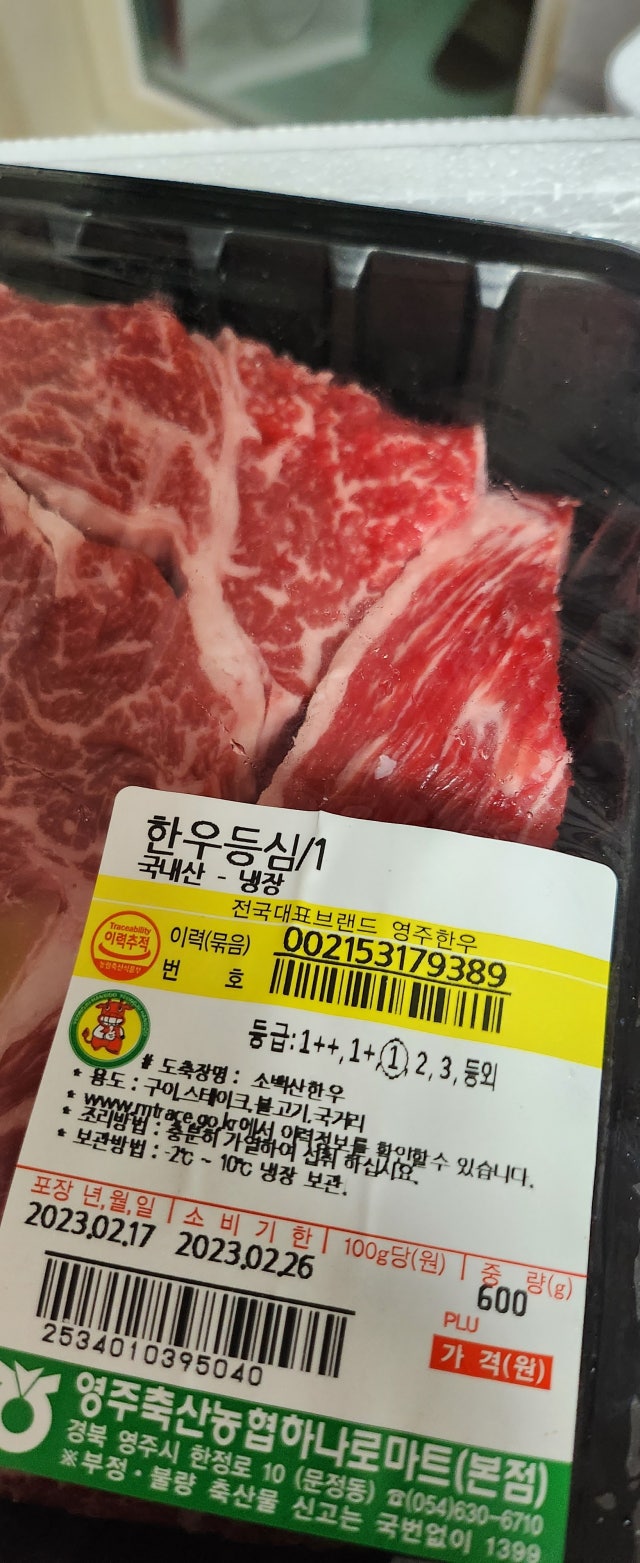 한우등심/1
국내산 - 냉장
전국대표브랜드 영주한우
Traceability
이력추적
이력(묶음)
번 호
002153179389
등급:1++,1+,1,2,3,등외
# 도축장명 : 소백산한우
* 용도 : 구이,스테이크,불고기,국거리
* www.mtrace.go.kr에서 이력정보를 확인할수 있습니다.
* 조리방법 : 충분히 가열하여 섭취 하십시요.
* 보관방법 : -2℃ ~ 10℃ 냉장 보관.
포장 년,월,일 | 소 비 기 한 | 100g당(원) | 중 량(g)
2023.02.17 2023.02.26 600
PLU
가 격(원)
2534010395040
영주축산농협하나로마트(본점)
경북 영주시 한정로 10 (문정동) ☎(054)630-6710
※부정·불량 축산물 신고는 국번없이 1399